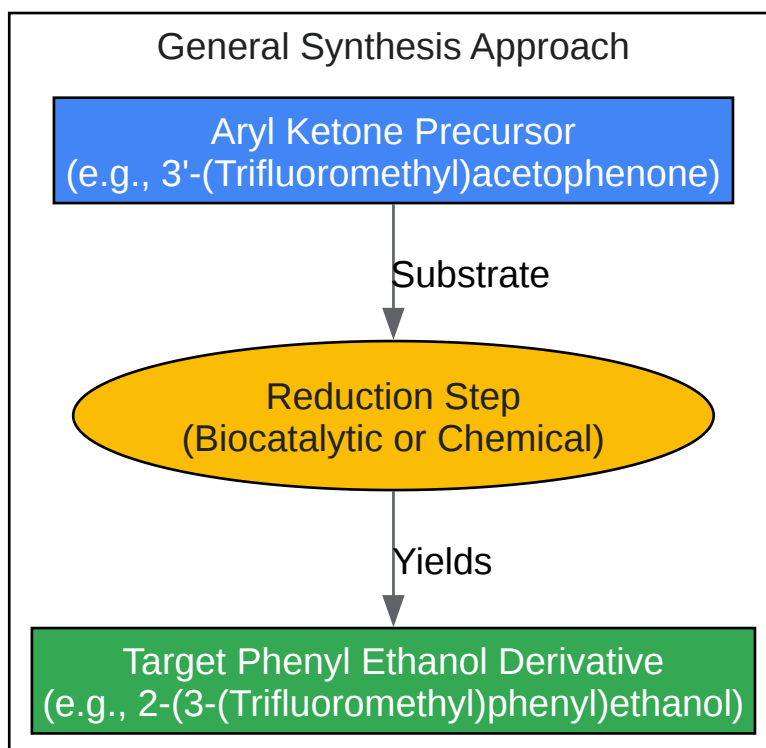 General Synthesis Approach
Aryl Ketone Precursor
(e.g., 3'-(Trifluoromethyl)acetophenone)
Substrate
Reduction Step
(Biocatalytic or Chemical)
Yields
Target Phenyl Ethanol Derivative
(e.g., 2-(3-(Trifluoromethyl)phenyl)ethanol)